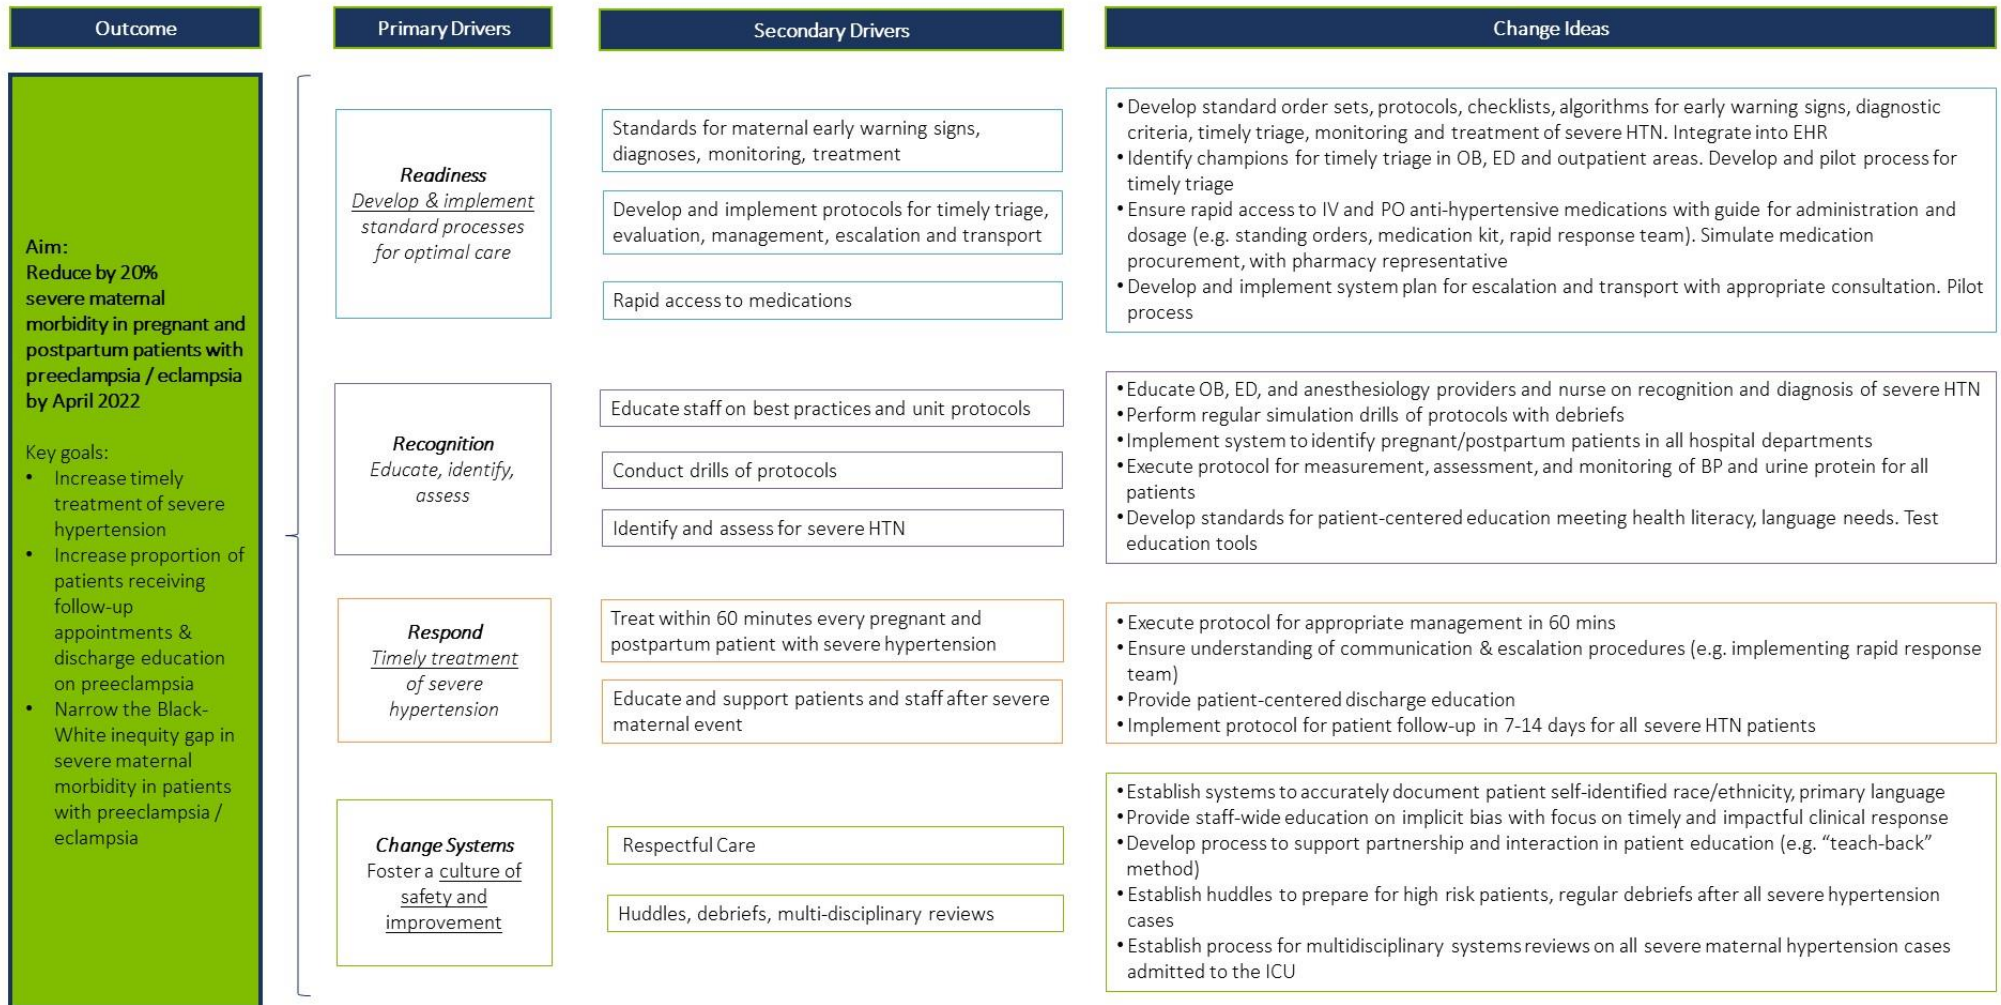 Outcome
Primary Drivers
Secondary Drivers
Change Ideas
Aim:
Reduce by 20%
severe maternal
morbidity in pregnant and
postpartum patients with
preeclampsia / eclampsia
by April 2022
Key goals:
• Increase timely
treatment of severe
hypertension
• Increase proportion of
patients receiving
follow-up
appointments &
discharge education
on preeclampsia
• Narrow the Black-
White inequity gap in
severe maternal
morbidity in patients
with preeclampsia /
eclampsia
Readiness
Develop & implement
standard processes
for optimal care
Standards for maternal early warning signs,
diagnoses, monitoring, treatment
Develop and implement protocols for timely triage,
evaluation, management, escalation and transport
Rapid access to medications
• Develop standard order sets, protocols, checklists, algorithms for early warning signs, diagnostic
criteria, timely triage, monitoring and treatment of severe HTN. Integrate into EHR
• Identify champions for timely triage in OB, ED and outpatient areas. Develop and pilot process for
timely triage
• Ensure rapid access to IV and PO anti-hypertensive medications with guide for administration and
dosage (e.g. standing orders, medication kit, rapid response team). Simulate medication
procurement, with pharmacy representative
• Develop and implement system plan for escalation and transport with appropriate consultation. Pilot
process
Recognition
Educate, identify,
assess
Educate staff on best practices and unit protocols
Conduct drills of protocols
Identify and assess for severe HTN
• Educate OB, ED, and anesthesiology providers and nurse on recognition and diagnosis of severe HTN
• Perform regular simulation drills of protocols with debriefs
• Implement system to identify pregnant/postpartum patients in all hospital departments
• Execute protocol for measurement, assessment, and monitoring of BP and urine protein for all
patients
• Develop standards for patient-centered education meeting health literacy, language needs. Test
education tools
Respond
Timely treatment
of severe
hypertension
Treat within 60 minutes every pregnant and
postpartum patient with severe hypertension
Educate and support patients and staff after severe
maternal event
• Execute protocol for appropriate management in 60 mins
• Ensure understanding of communication & escalation procedures (e.g. implementing rapid response
team)
• Provide patient-centered discharge education
• Implement protocol for patient follow-up in 7-14 days for all severe HTN patients
Change Systems
Foster a culture of
safety and
improvement
Respectful Care
Huddles, debriefs, multi-disciplinary reviews
• Establish systems to accurately document patient self-identified race/ethnicity, primary language
• Provide staff-wide education on implicit bias with focus on timely and impactful clinical response
• Develop process to support partnership and interaction in patient education (e.g. “teach-back”
method)
• Establish huddles to prepare for high risk patients, regular debriefs after all severe hypertension
cases
• Establish process for multidisciplinary systems reviews on all severe maternal hypertension cases
admitted to the ICU